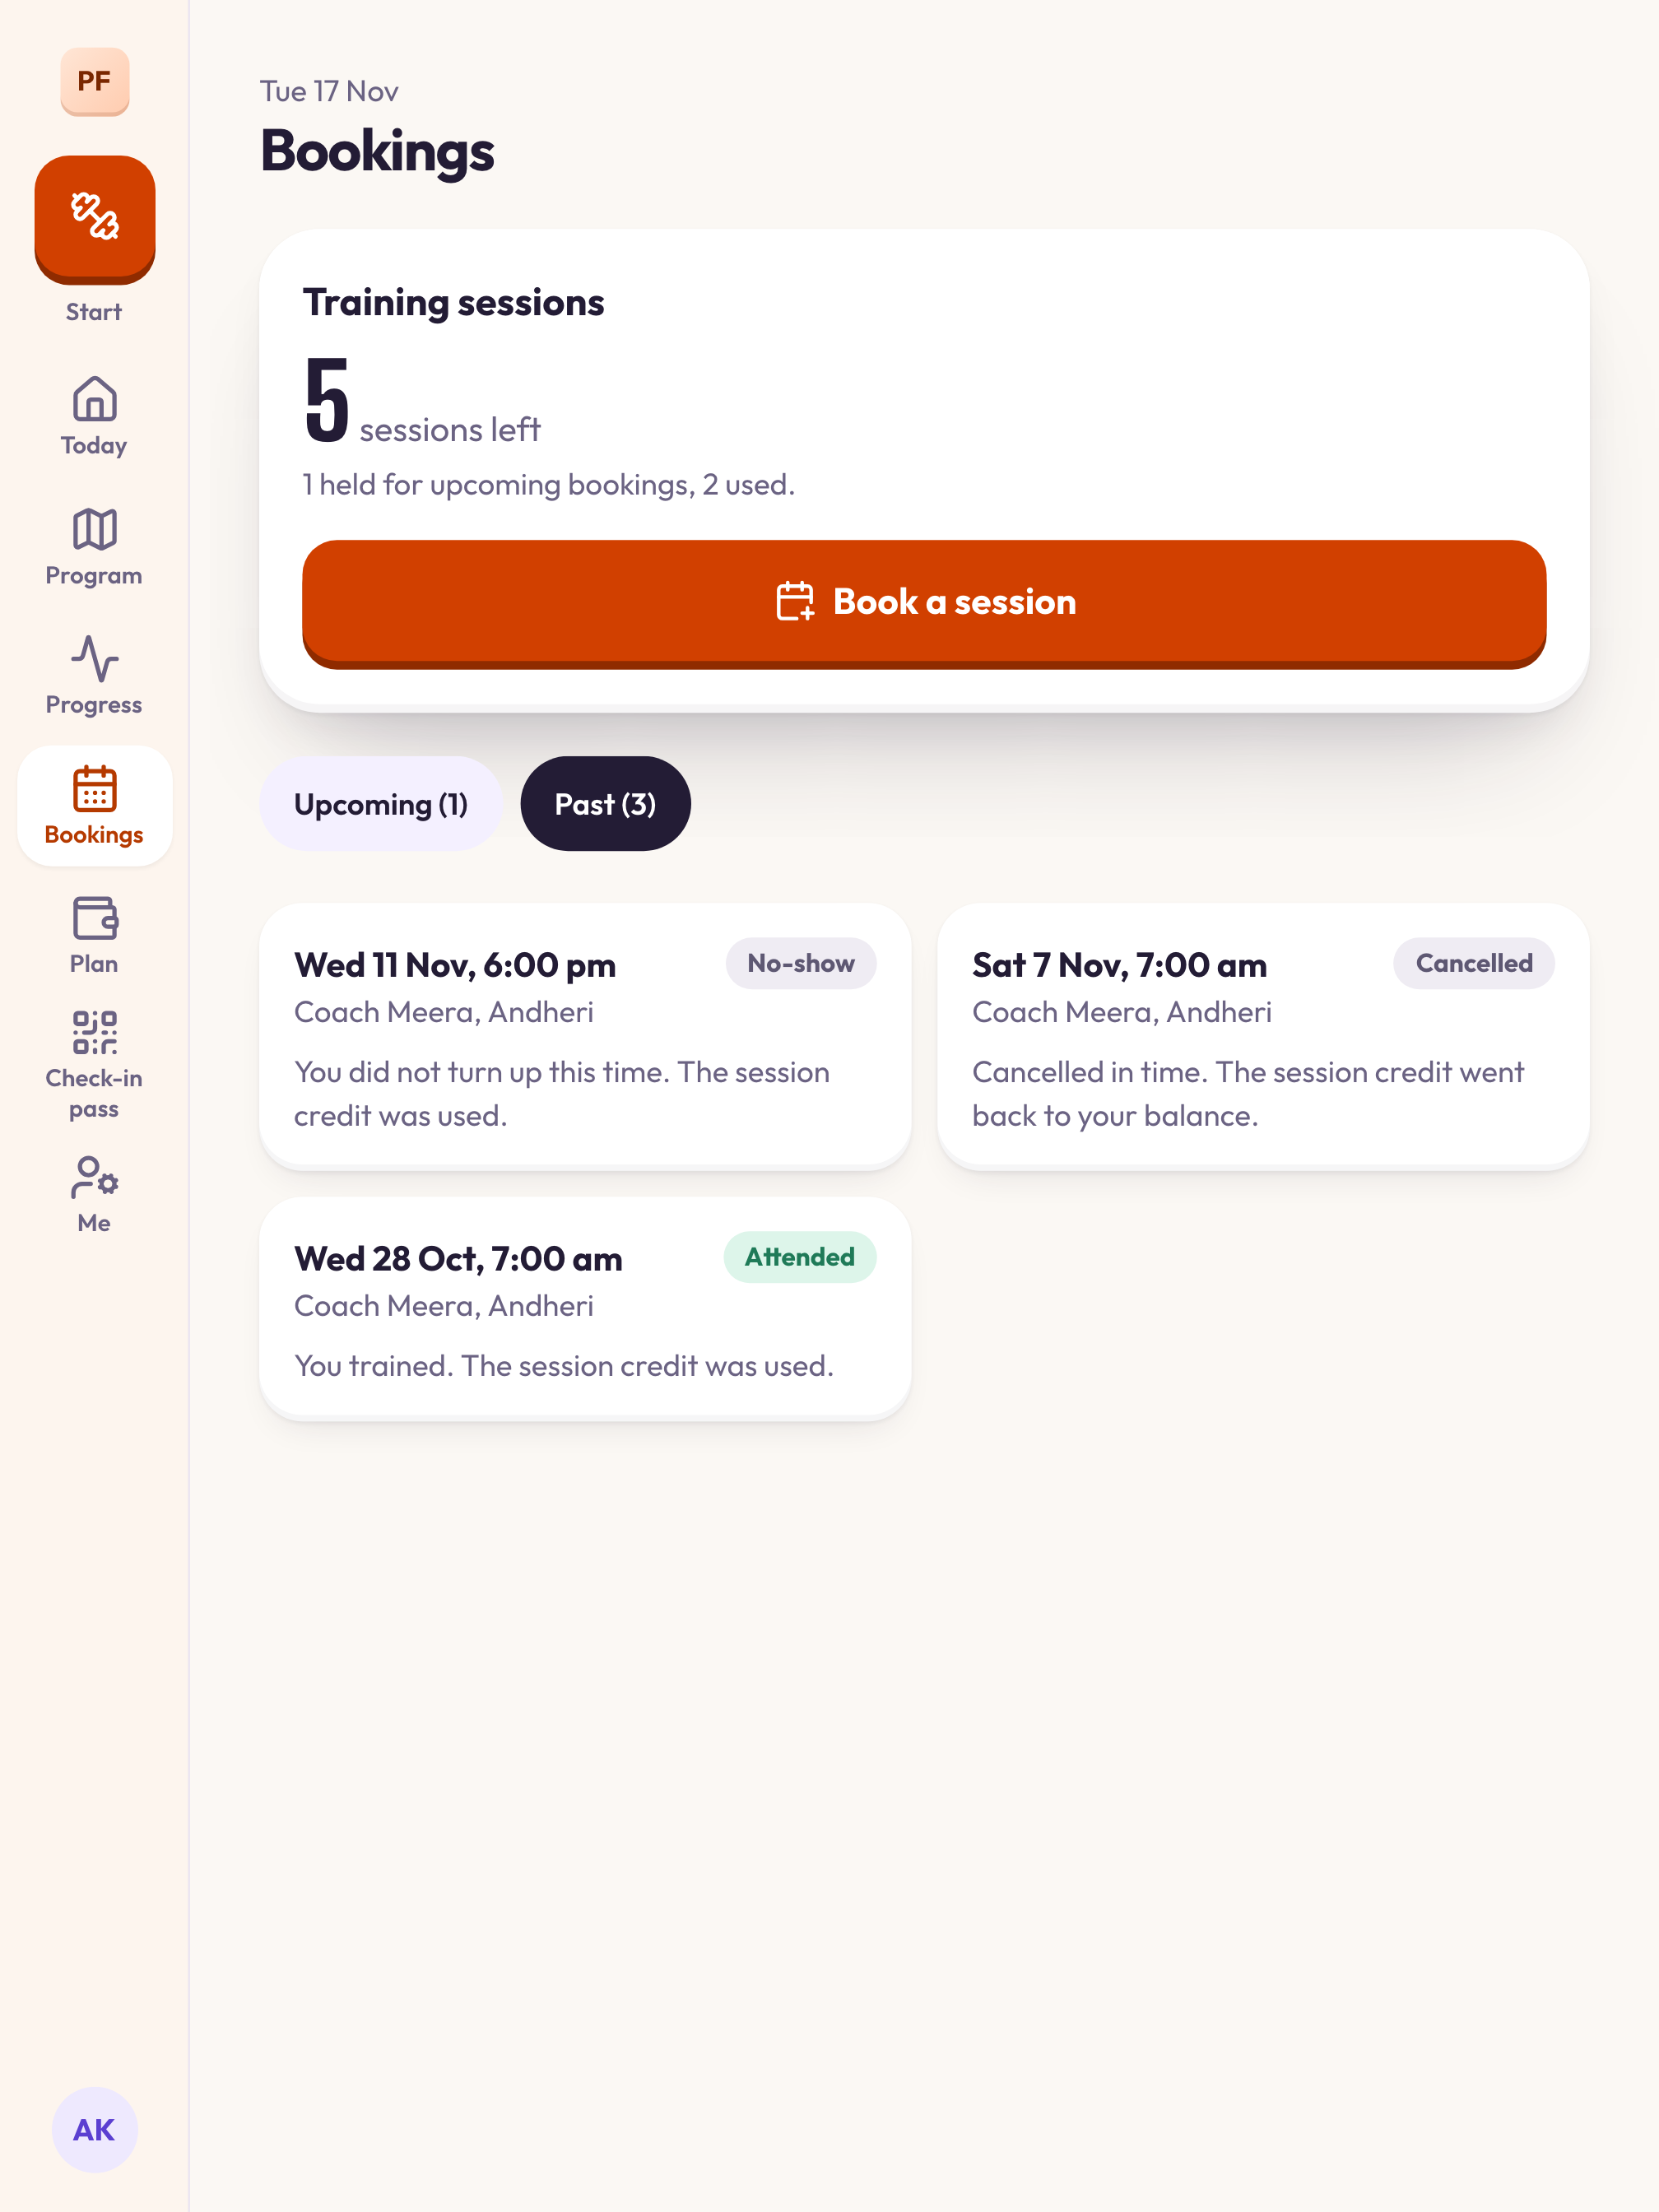 PF
Start
Today
Program
Progress
Bookings
Plan
Check-in
pass
Me
AK
Tue 17 Nov
Bookings
Training sessions
5 sessions left
1 held for upcoming bookings, 2 used.
Book a session
Upcoming (1)
Past (3)
Wed 11 Nov, 6:00 pm
No-show
Coach Meera, Andheri
You did not turn up this time. The session
credit was used.
Sat 7 Nov, 7:00 am
Cancelled
Coach Meera, Andheri
Cancelled in time. The session credit went
back to your balance.
Wed 28 Oct, 7:00 am
Attended
Coach Meera, Andheri
You trained. The session credit was used.